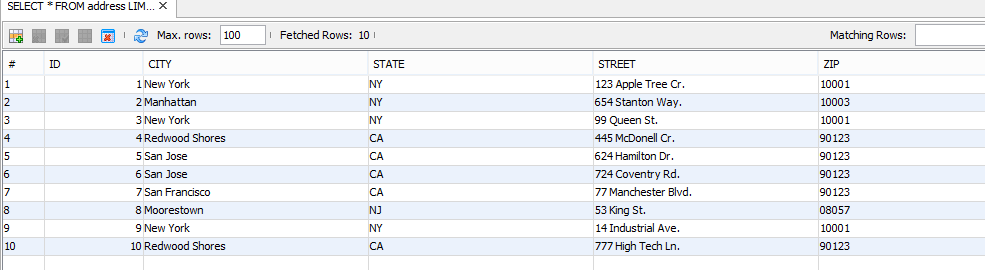 SELECT * FROM address LIM...
Max. rows: 100 Fetched Rows: 10 Matching Rows:
# ID CITY STATE STREET ZIP
1 1 New York NY 123 Apple Tree Cr. 10001
2 2 Manhattan NY 654 Stanton Way. 10003
3 3 New York NY 99 Queen St. 10001
4 4 Redwood Shores CA 445 McDonell Cr. 90123
5 5 San Jose CA 624 Hamilton Dr. 90123
6 6 San Jose CA 724 Coventry Rd. 90123
7 7 San Francisco CA 77 Manchester Blvd. 90123
8 8 Moorestown NJ 53 King St. 08057
9 9 New York NY 14 Industrial Ave. 10001
10 10 Redwood Shores CA 777 High Tech Ln. 90123